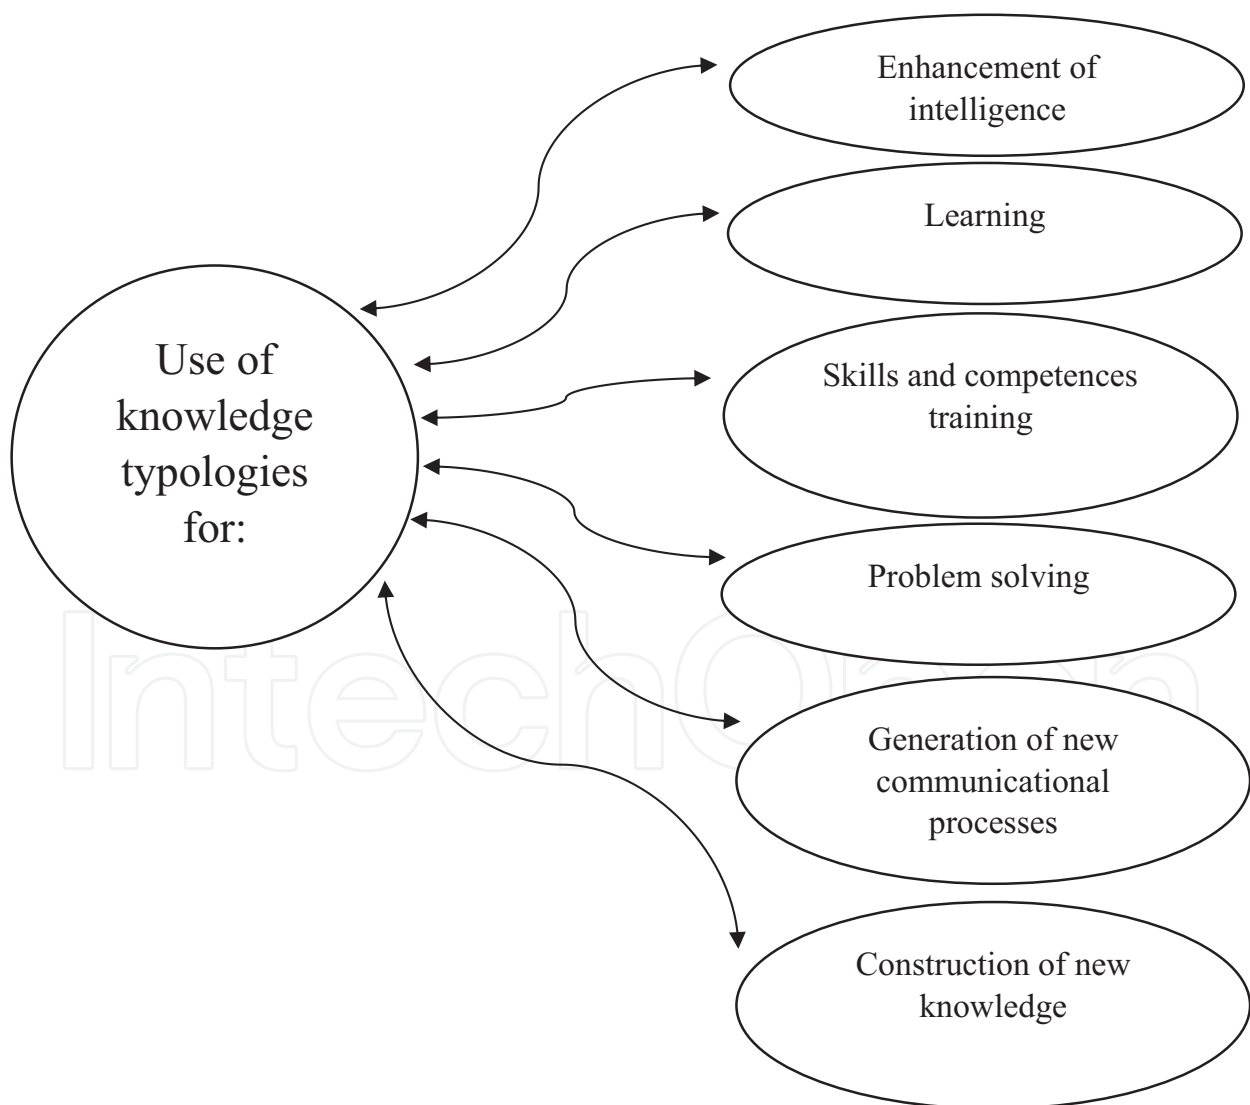 Use of
knowledge
typologies
for:
Enhancement of
intelligence
Learning
Skills and competences
training
Problem solving
Generation of new
communicational
processes
Construction of new
knowledge
IntechOpen